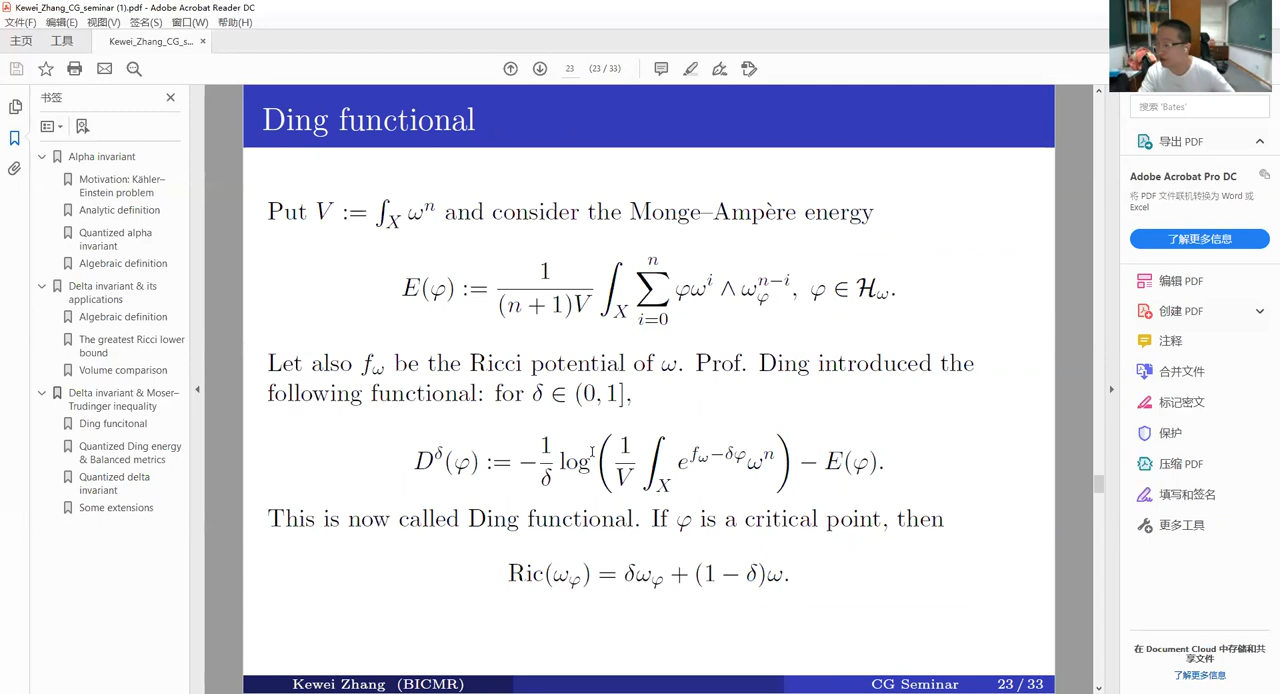 Kewei_Zhang_CG_seminar (1).pdf - Adobe Acrobat Reader DC
文件(F) 编辑(E) 视图(V) 签名(S) 窗口(W) 帮助(H)
主页 工具 Kewei_Zhang_CG_s... ×
23 (23 / 33)
书签
Alpha invariant
Motivation: Kähler–
Einstein problem
Analytic definition
Quantized alpha
invariant
Algebraic definition
Delta invariant & its
applications
Algebraic definition
The greatest Ricci lower
bound
Volume comparison
Delta invariant & Moser–
Trudinger inequality
Ding funcitonal
Quantized Ding energy
& Balanced metrics
Quantized delta
invariant
Some extensions
Ding functional
Put V := ∫_X ω^n and consider the Monge–Ampère energy
E(φ) := 1/((n + 1)V) ∫_X ∑_{i=0}^{n} φω^i ∧ ω_φ^{n−i}, φ ∈ ℋ_ω.
Let also f_ω be the Ricci potential of ω. Prof. Ding introduced the
following functional: for δ ∈ (0, 1],
D^δ(φ) := −1/δ log(1/V ∫_X e^{f_ω−δφ} ω^n) − E(φ).
This is now called Ding functional. If φ is a critical point, then
Ric(ω_φ) = δω_φ + (1 − δ)ω.
Kewei Zhang (BICMR) CG Seminar 23 / 33
搜索 'Bates'
导出 PDF
Adobe Acrobat Pro DC
将 PDF 文件联机转换为 Word 或
Excel
了解更多信息
编辑 PDF
创建 PDF
注释
合并文件
标记密文
保护
压缩 PDF
填写和签名
更多工具
在 Document Cloud 中存储和共
享文件
了解更多信息